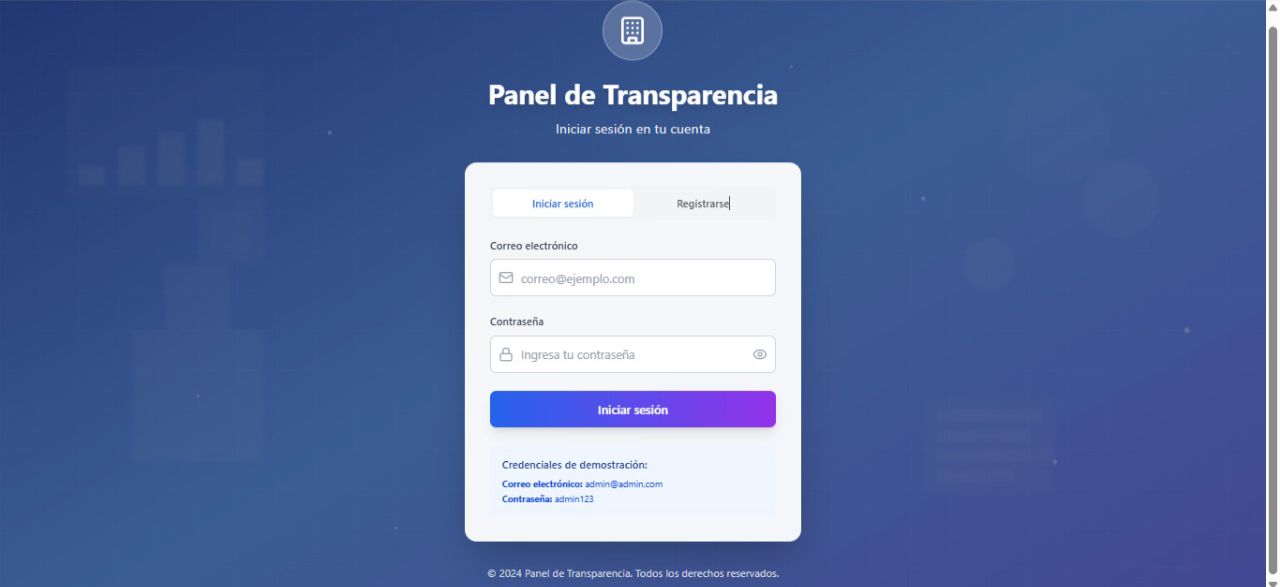 Panel de Transparencia
Iniciar sesión en tu cuenta
Iniciar sesión
Registrarse
Correo electrónico
correo@ejemplo.com
Contraseña
Ingresa tu contraseña
Iniciar sesión
Credenciales de demostración:
Correo electrónico: admin@admin.com
Contraseña: admin123
© 2024 Panel de Transparencia. Todos los derechos reservados.